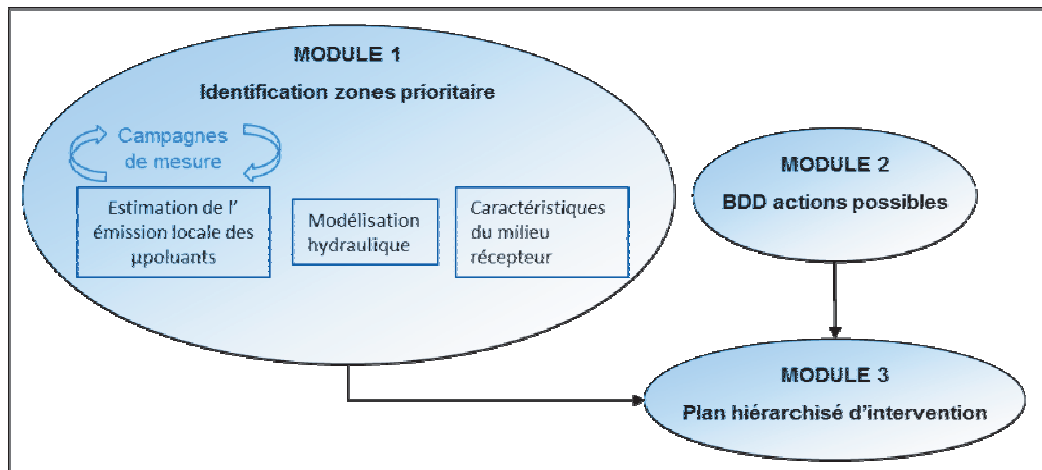 MODULE 1
Identification zones prioritaire
Campagnes
de mesure
Estimation de l'
émission locale des
µpoluants
Modélisation
hydraulique
Caractéristiques
du milieu
récepteur
MODULE 2
BDD actions possibles
MODULE 3
Plan hiérarchisé d'intervention